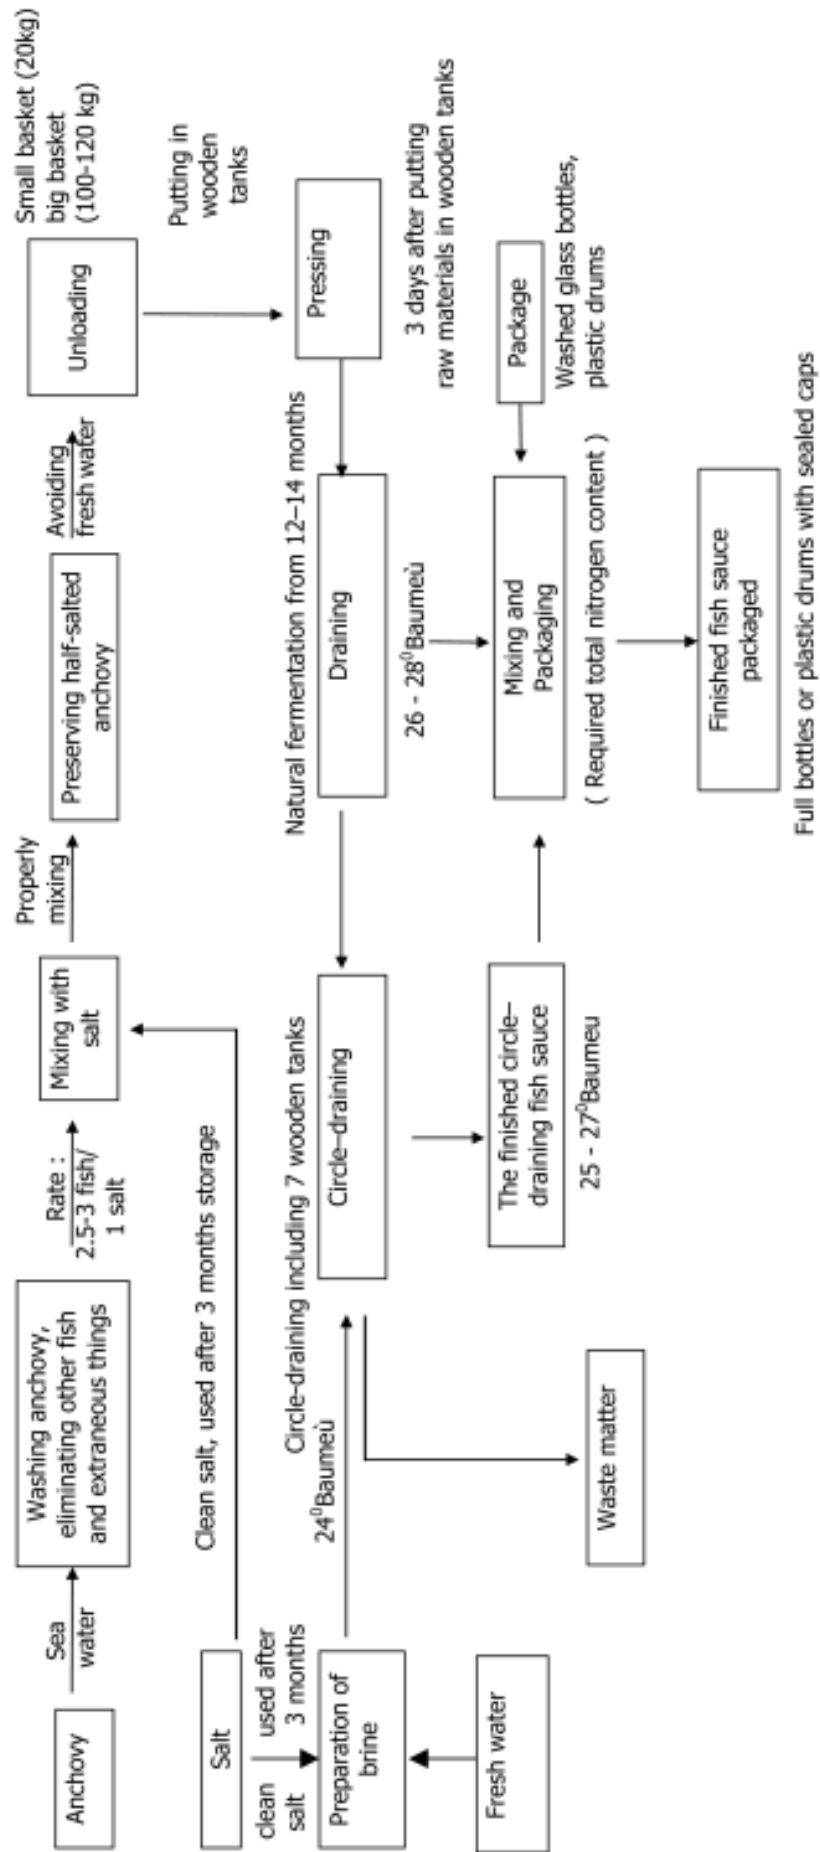 Anchovy
Sea
water
Washing anchovy,
eliminating other fish
and extraneous things
Rate :
2.5-3 fish/
1 salt
Mixing with
salt
Properly
mixing
Preserving half-salted
anchovy
Avoiding
fresh water
Unloading
Small basket (20kg)
big basket
(100-120 kg)
Putting in
wooden
tanks
Salt
Clean salt, used after 3 months storage
clean
salt
used after
3 months
Preparation of
brine
Fresh water
24⁰Baumeù
Circle-draining including 7 wooden tanks
Circle–draining
Natural fermentation from 12–14 months
Draining
26 - 28⁰Baumeù
Pressing
3 days after putting
raw materials in wooden tanks
Waste matter
The finished circle–
draining fish sauce
25 - 27⁰Baumeu
Mixing and
Packaging
( Required total nitrogen content )
Package
Washed glass bottles,
plastic drums
Finished fish sauce
packaged
Full bottles or plastic drums with sealed caps